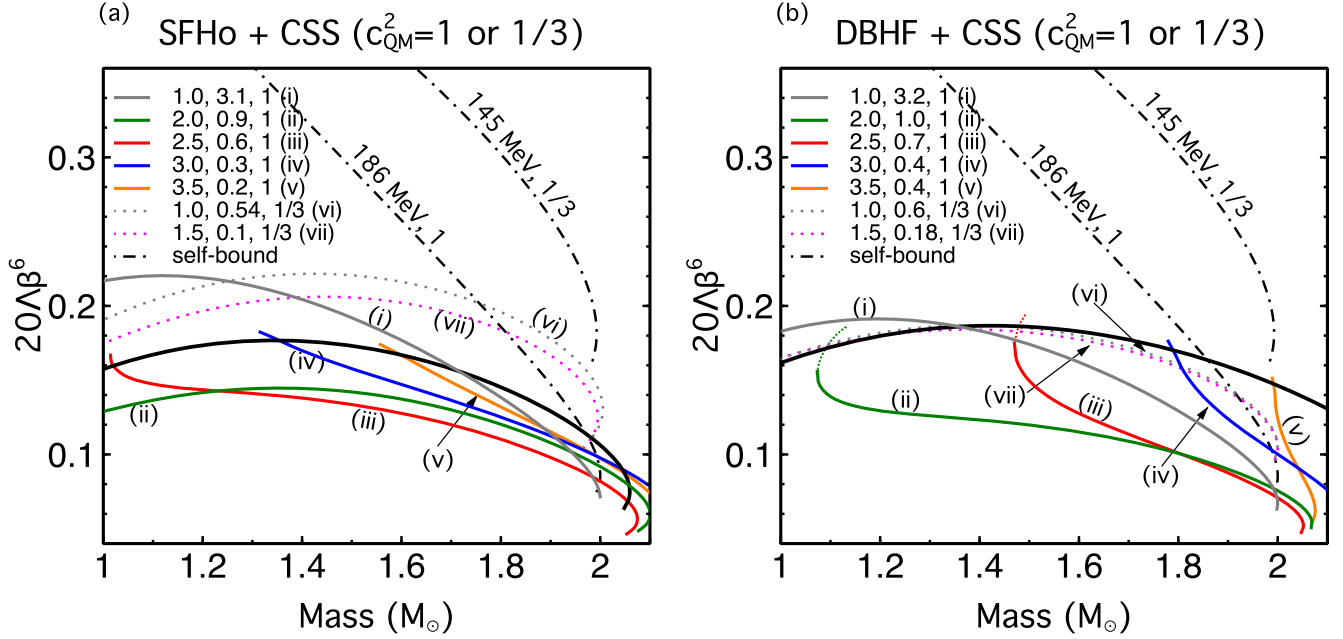 (a)
SFHo + CSS (c²QM=1 or 1/3)
1.0, 3.1, 1 (i)
2.0, 0.9, 1 (ii)
2.5, 0.6, 1 (iii)
3.0, 0.3, 1 (iv)
3.5, 0.2, 1 (v)
1.0, 0.54, 1/3 (vi)
1.5, 0.1, 1/3 (vii)
self-bound
145 MeV, 1/3
186 MeV, 1
(i)
(vii)
(vi)
(iv)
(ii)
(iii)
(v)
20Λβ⁶
0.3
0.2
0.1
1 1.2 1.4 1.6 1.8 2
Mass (M⊙)
(b)
DBHF + CSS (c²QM=1 or 1/3)
1.0, 3.2, 1 (i)
2.0, 1.0, 1 (ii)
2.5, 0.7, 1 (iii)
3.0, 0.4, 1 (iv)
3.5, 0.4, 1 (v)
1.0, 0.6, 1/3 (vi)
1.5, 0.18, 1/3 (vii)
self-bound
145 MeV, 1/3
186 MeV, 1
(vi)
(i)
(vii)
(ii)
(iii)
(v)
(iv)
20Λβ⁶
0.3
0.2
0.1
1 1.2 1.4 1.6 1.8 2
Mass (M⊙)